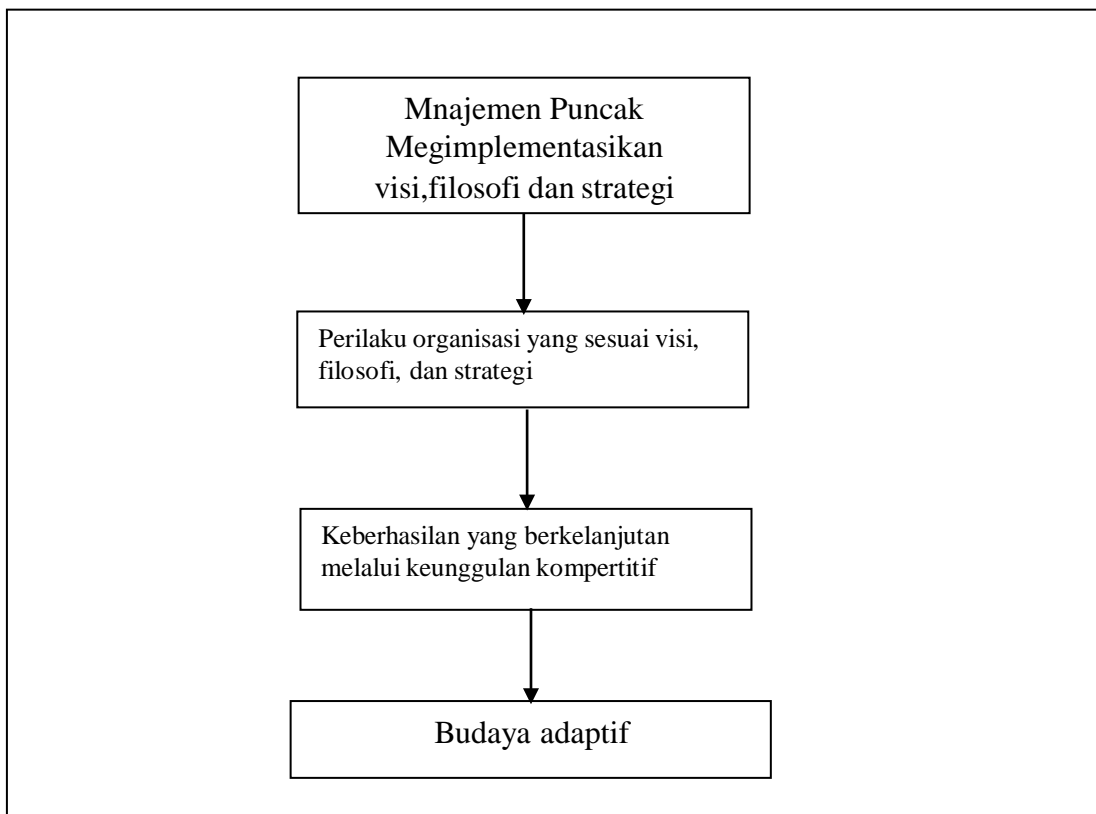 Mnajemen Puncak
Megimplementasikan
visi,filosofi dan strategi
Perilaku organisasi yang sesuai visi,
filosofi, dan strategi
Keberhasilan yang berkelanjutan
melalui keunggulan kompertitif
Budaya adaptif